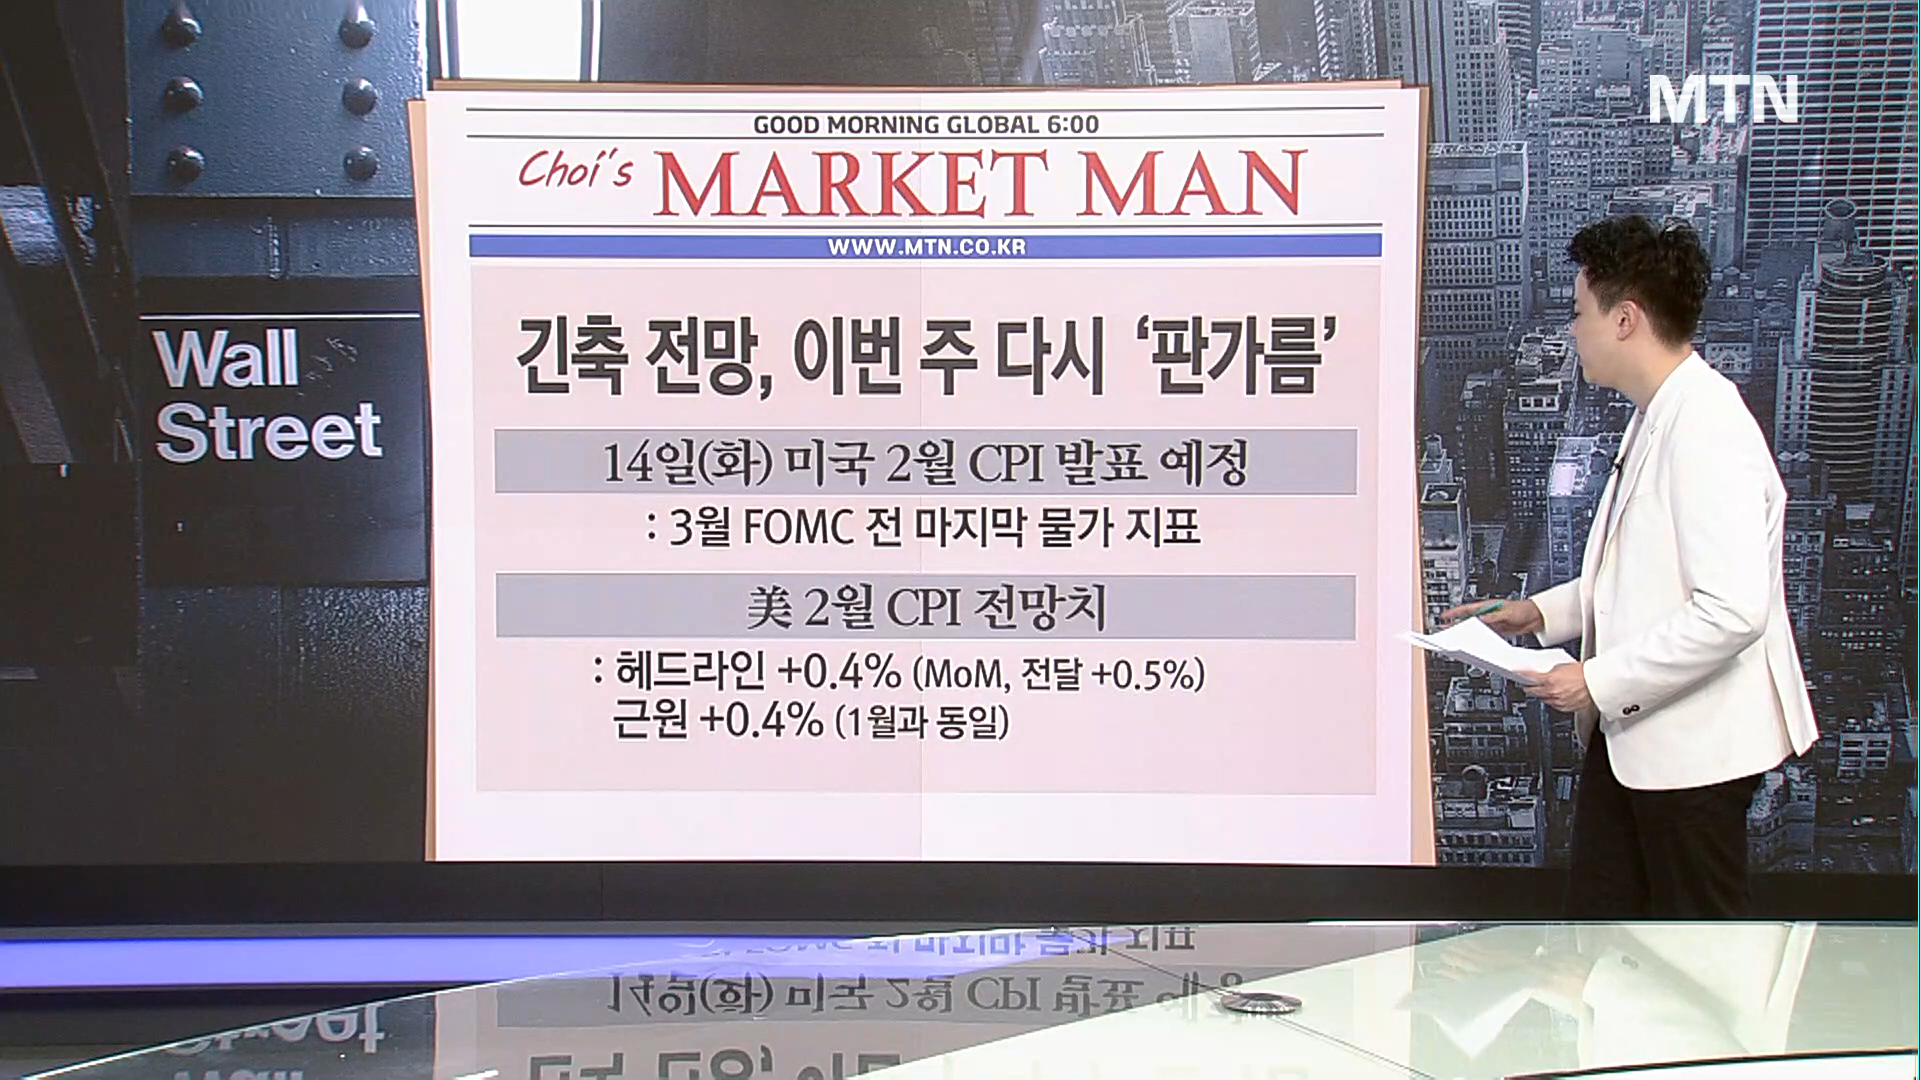 MTN
GOOD MORNING GLOBAL 6:00
Choi's MARKET MAN
WWW.MTN.CO.KR
긴축 전망, 이번 주 다시 ‘판가름’
14일(화) 미국 2월 CPI 발표 예정
: 3월 FOMC 전 마지막 물가 지표
美 2월 CPI 전망치
: 헤드라인 +0.4% (MoM, 전달 +0.5%)
근원 +0.4% (1월과 동일)
Wall
Street